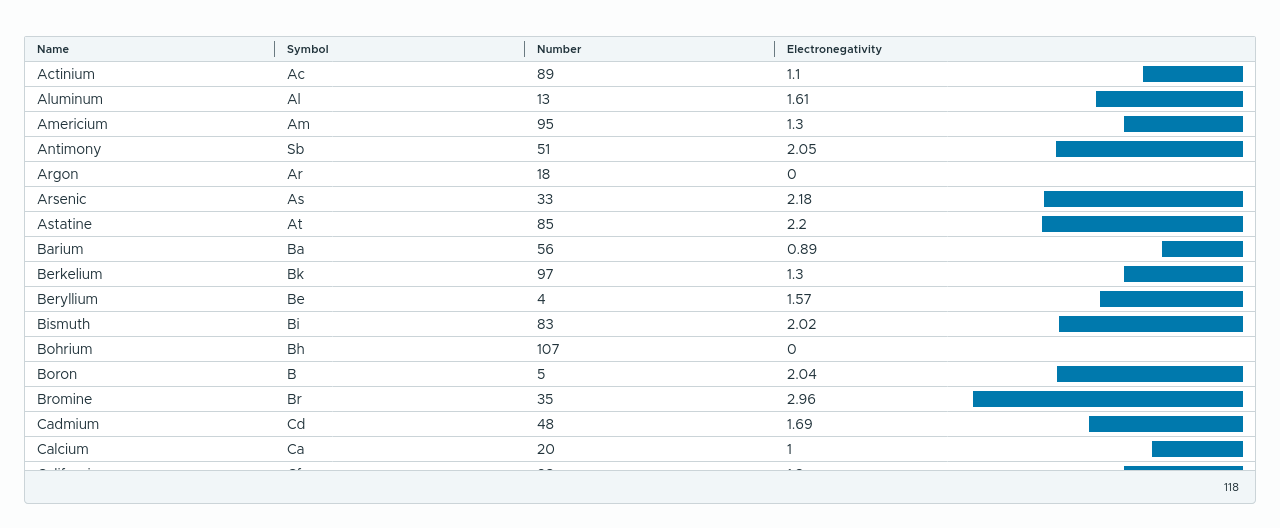 Name Symbol Number Electronegativity
Actinium Ac 89 1.1
Aluminum Al 13 1.61
Americium Am 95 1.3
Antimony Sb 51 2.05
Argon Ar 18 0
Arsenic As 33 2.18
Astatine At 85 2.2
Barium Ba 56 0.89
Berkelium Bk 97 1.3
Beryllium Be 4 1.57
Bismuth Bi 83 2.02
Bohrium Bh 107 0
Boron B 5 2.04
Bromine Br 35 2.96
Cadmium Cd 48 1.69
Calcium Ca 20 1
118